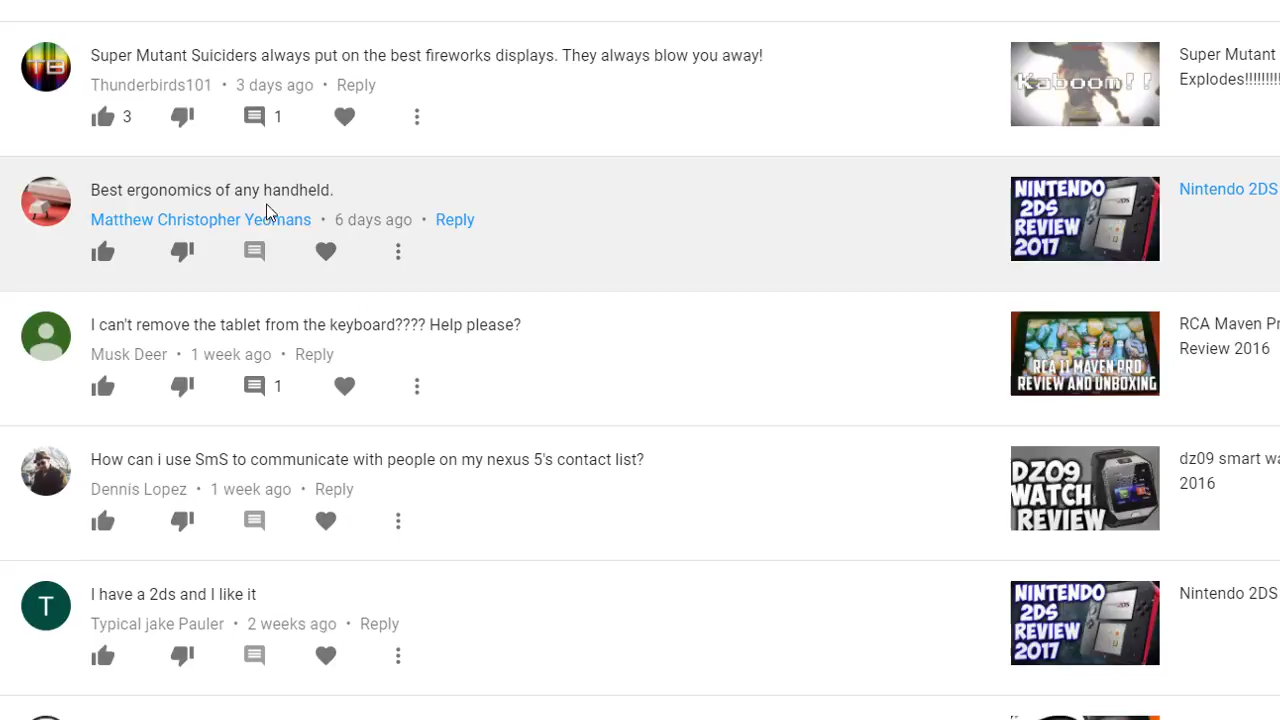 Super Mutant Suiciders always put on the best fireworks displays. They always blow you away!
Thunderbirds101 • 3 days ago • Reply
3
1
TB
Kaboom!!
Super Mutant
Explodes!!!!!!!!!
Best ergonomics of any handheld.
Matthew Christopher Yeomans • 6 days ago • Reply
NINTENDO
2DS
REVIEW
2017
Nintendo 2DS
I can't remove the tablet from the keyboard???? Help please?
Musk Deer • 1 week ago • Reply
1
RCA 11 MAVEN PRO
REVIEW AND UNBOXING
RCA Maven Pr
Review 2016
How can i use SmS to communicate with people on my nexus 5's contact list?
Dennis Lopez • 1 week ago • Reply
DZ09
WATCH
REVIEW
dz09 smart wa
2016
T
I have a 2ds and I like it
Typical jake Pauler • 2 weeks ago • Reply
NINTENDO
2DS
REVIEW
2017
Nintendo 2DS